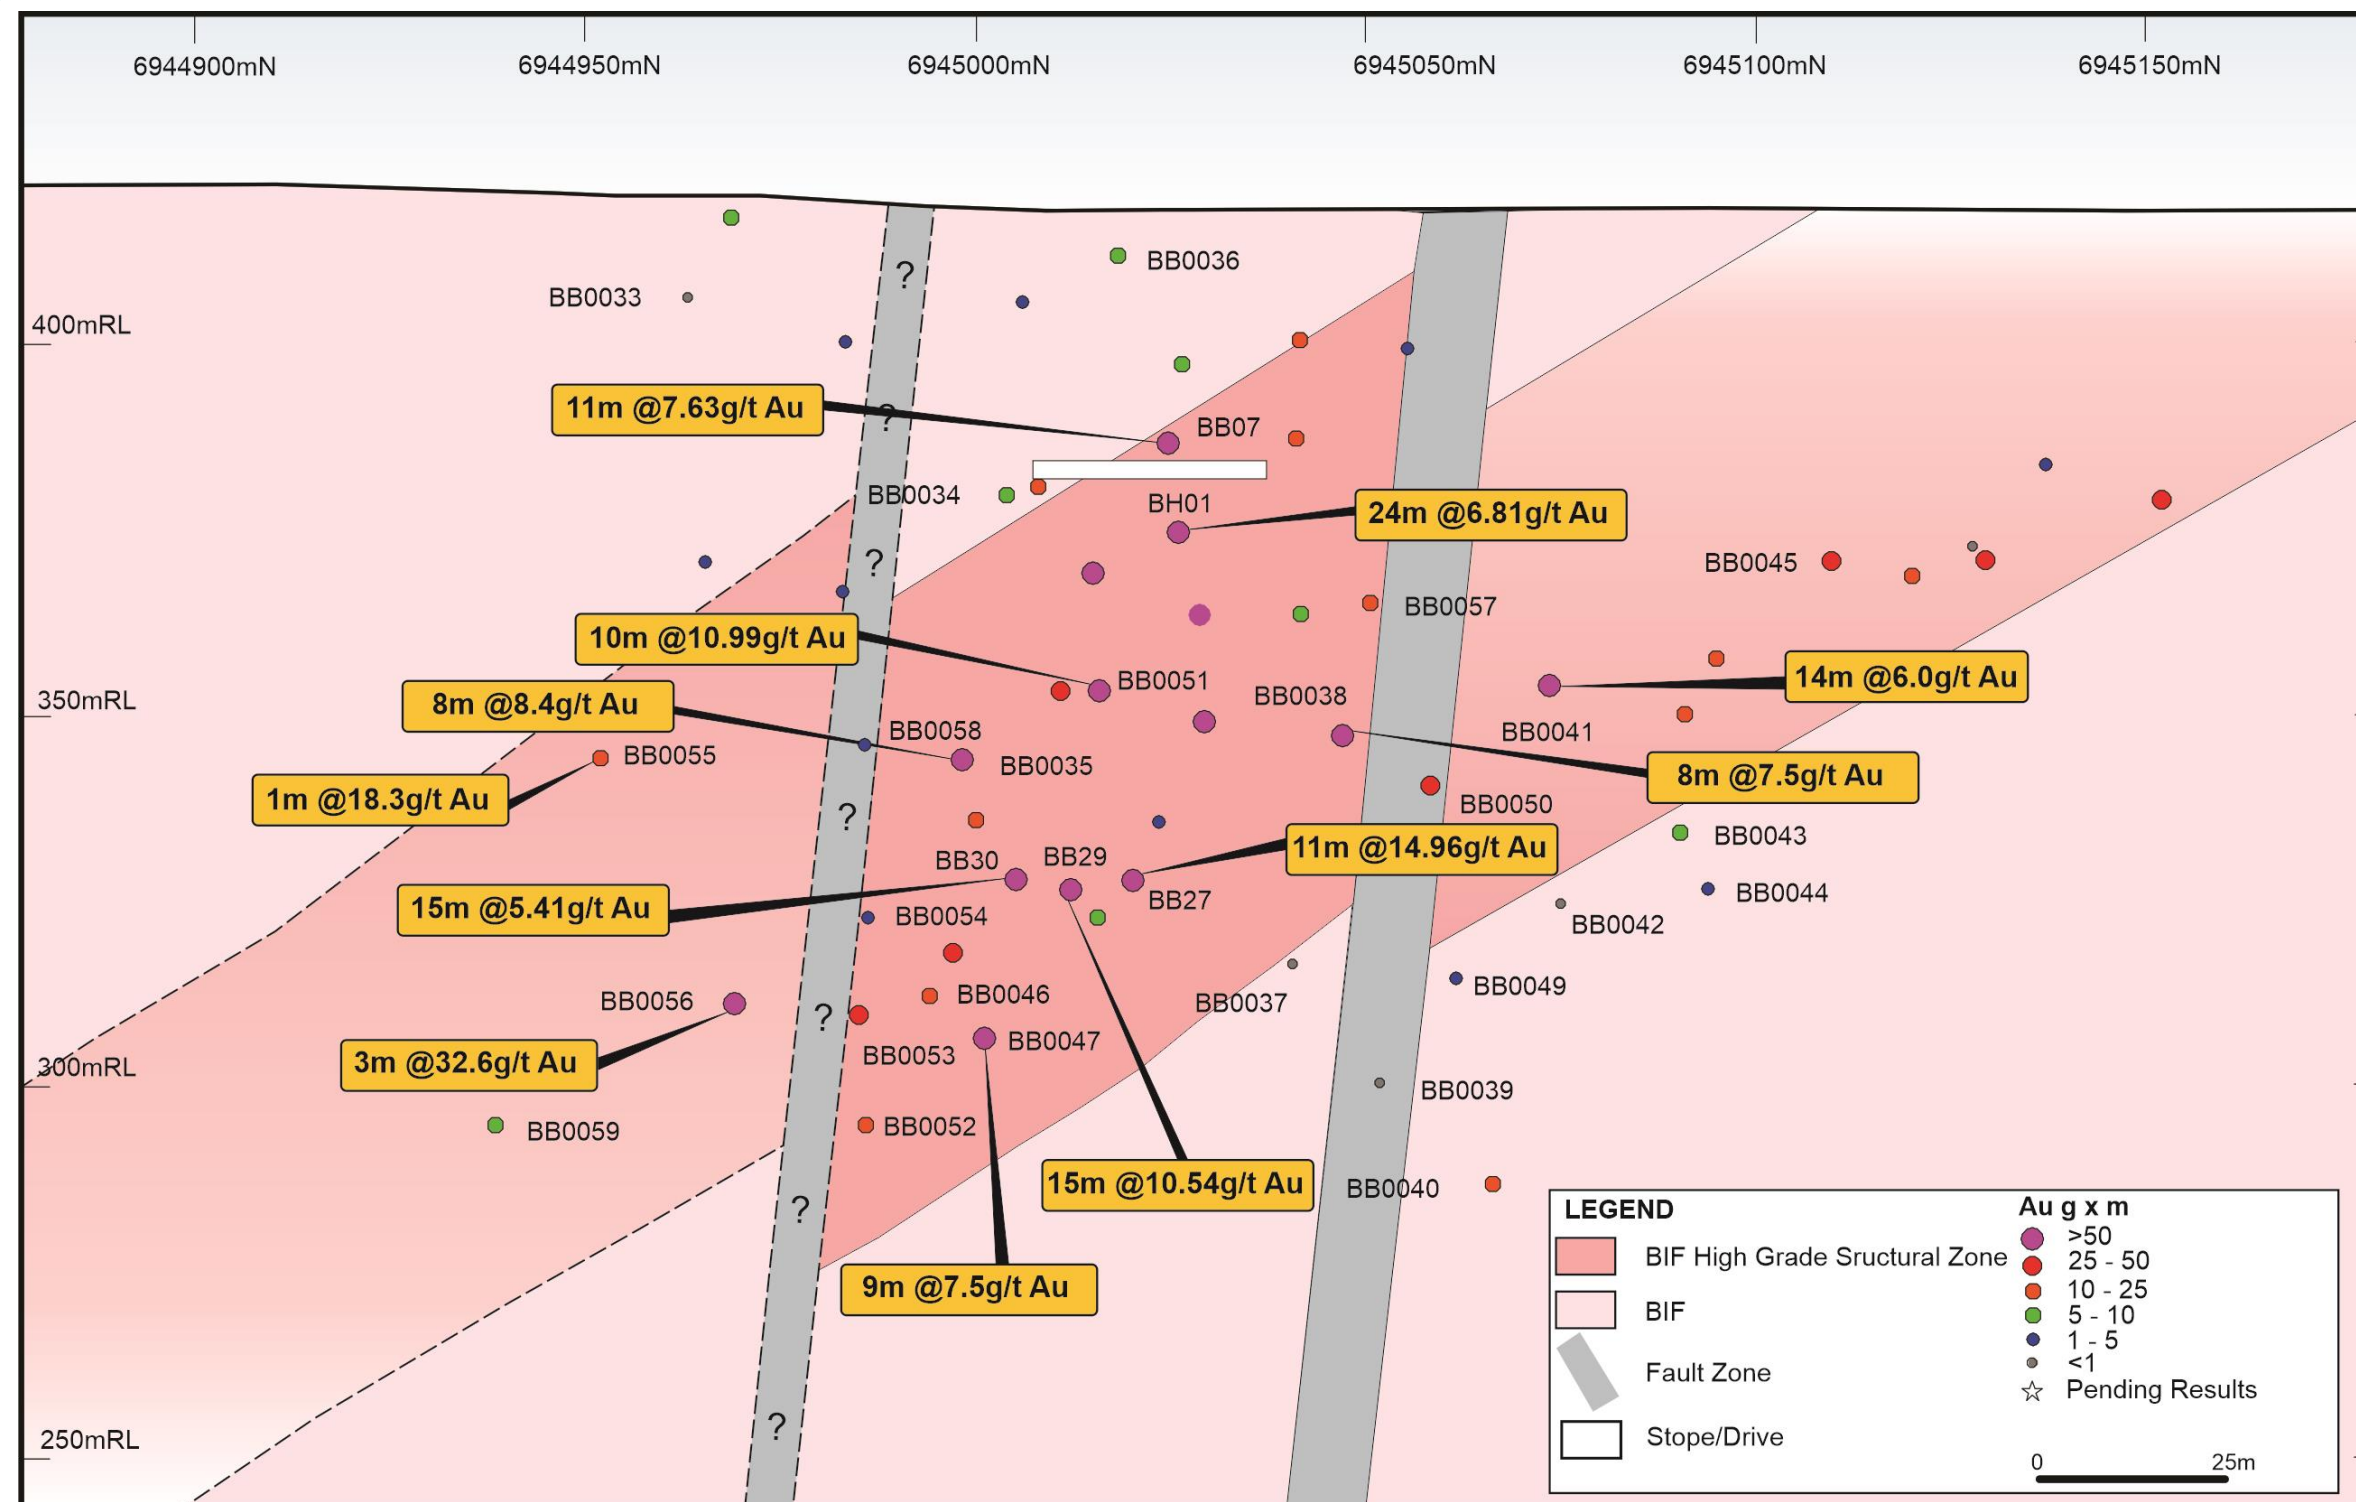 6944900mN
6944950mN
6945000mN
6945050mN
6945100mN
6945150mN
BB0036
?
BB0033
400mRL
11m @7.63g/t Au
?
BB07
BB0034
BH01
24m @6.81g/t Au
?
BB0045
BB0057
10m @10.99g/t Au
BB0051
14m @6.0g/t Au
BB0038
350mRL
8m @8.4g/t Au
BB0058
BB0041
BB0055
BB0035
8m @7.5g/t Au
1m @18.3g/t Au
BB0050
?
BB0043
11m @14.96g/t Au
BB30
BB29
BB0044
BB27
15m @5.41g/t Au
BB0054
BB0042
BB0049
BB0046
BB0056
BB0037
?
BB0047
BB0053
3m @32.6g/t Au
300mRL
BB0039
BB0052
BB0059
15m @10.54g/t Au
BB0040
?
9m @7.5g/t Au
?
250mRL
LEGEND
BIF High Grade Sructural Zone
BIF
Fault Zone
Stope/Drive
Au g x m
>50
25 - 50
10 - 25
5 - 10
1 - 5
<1
Pending Results
0
25m